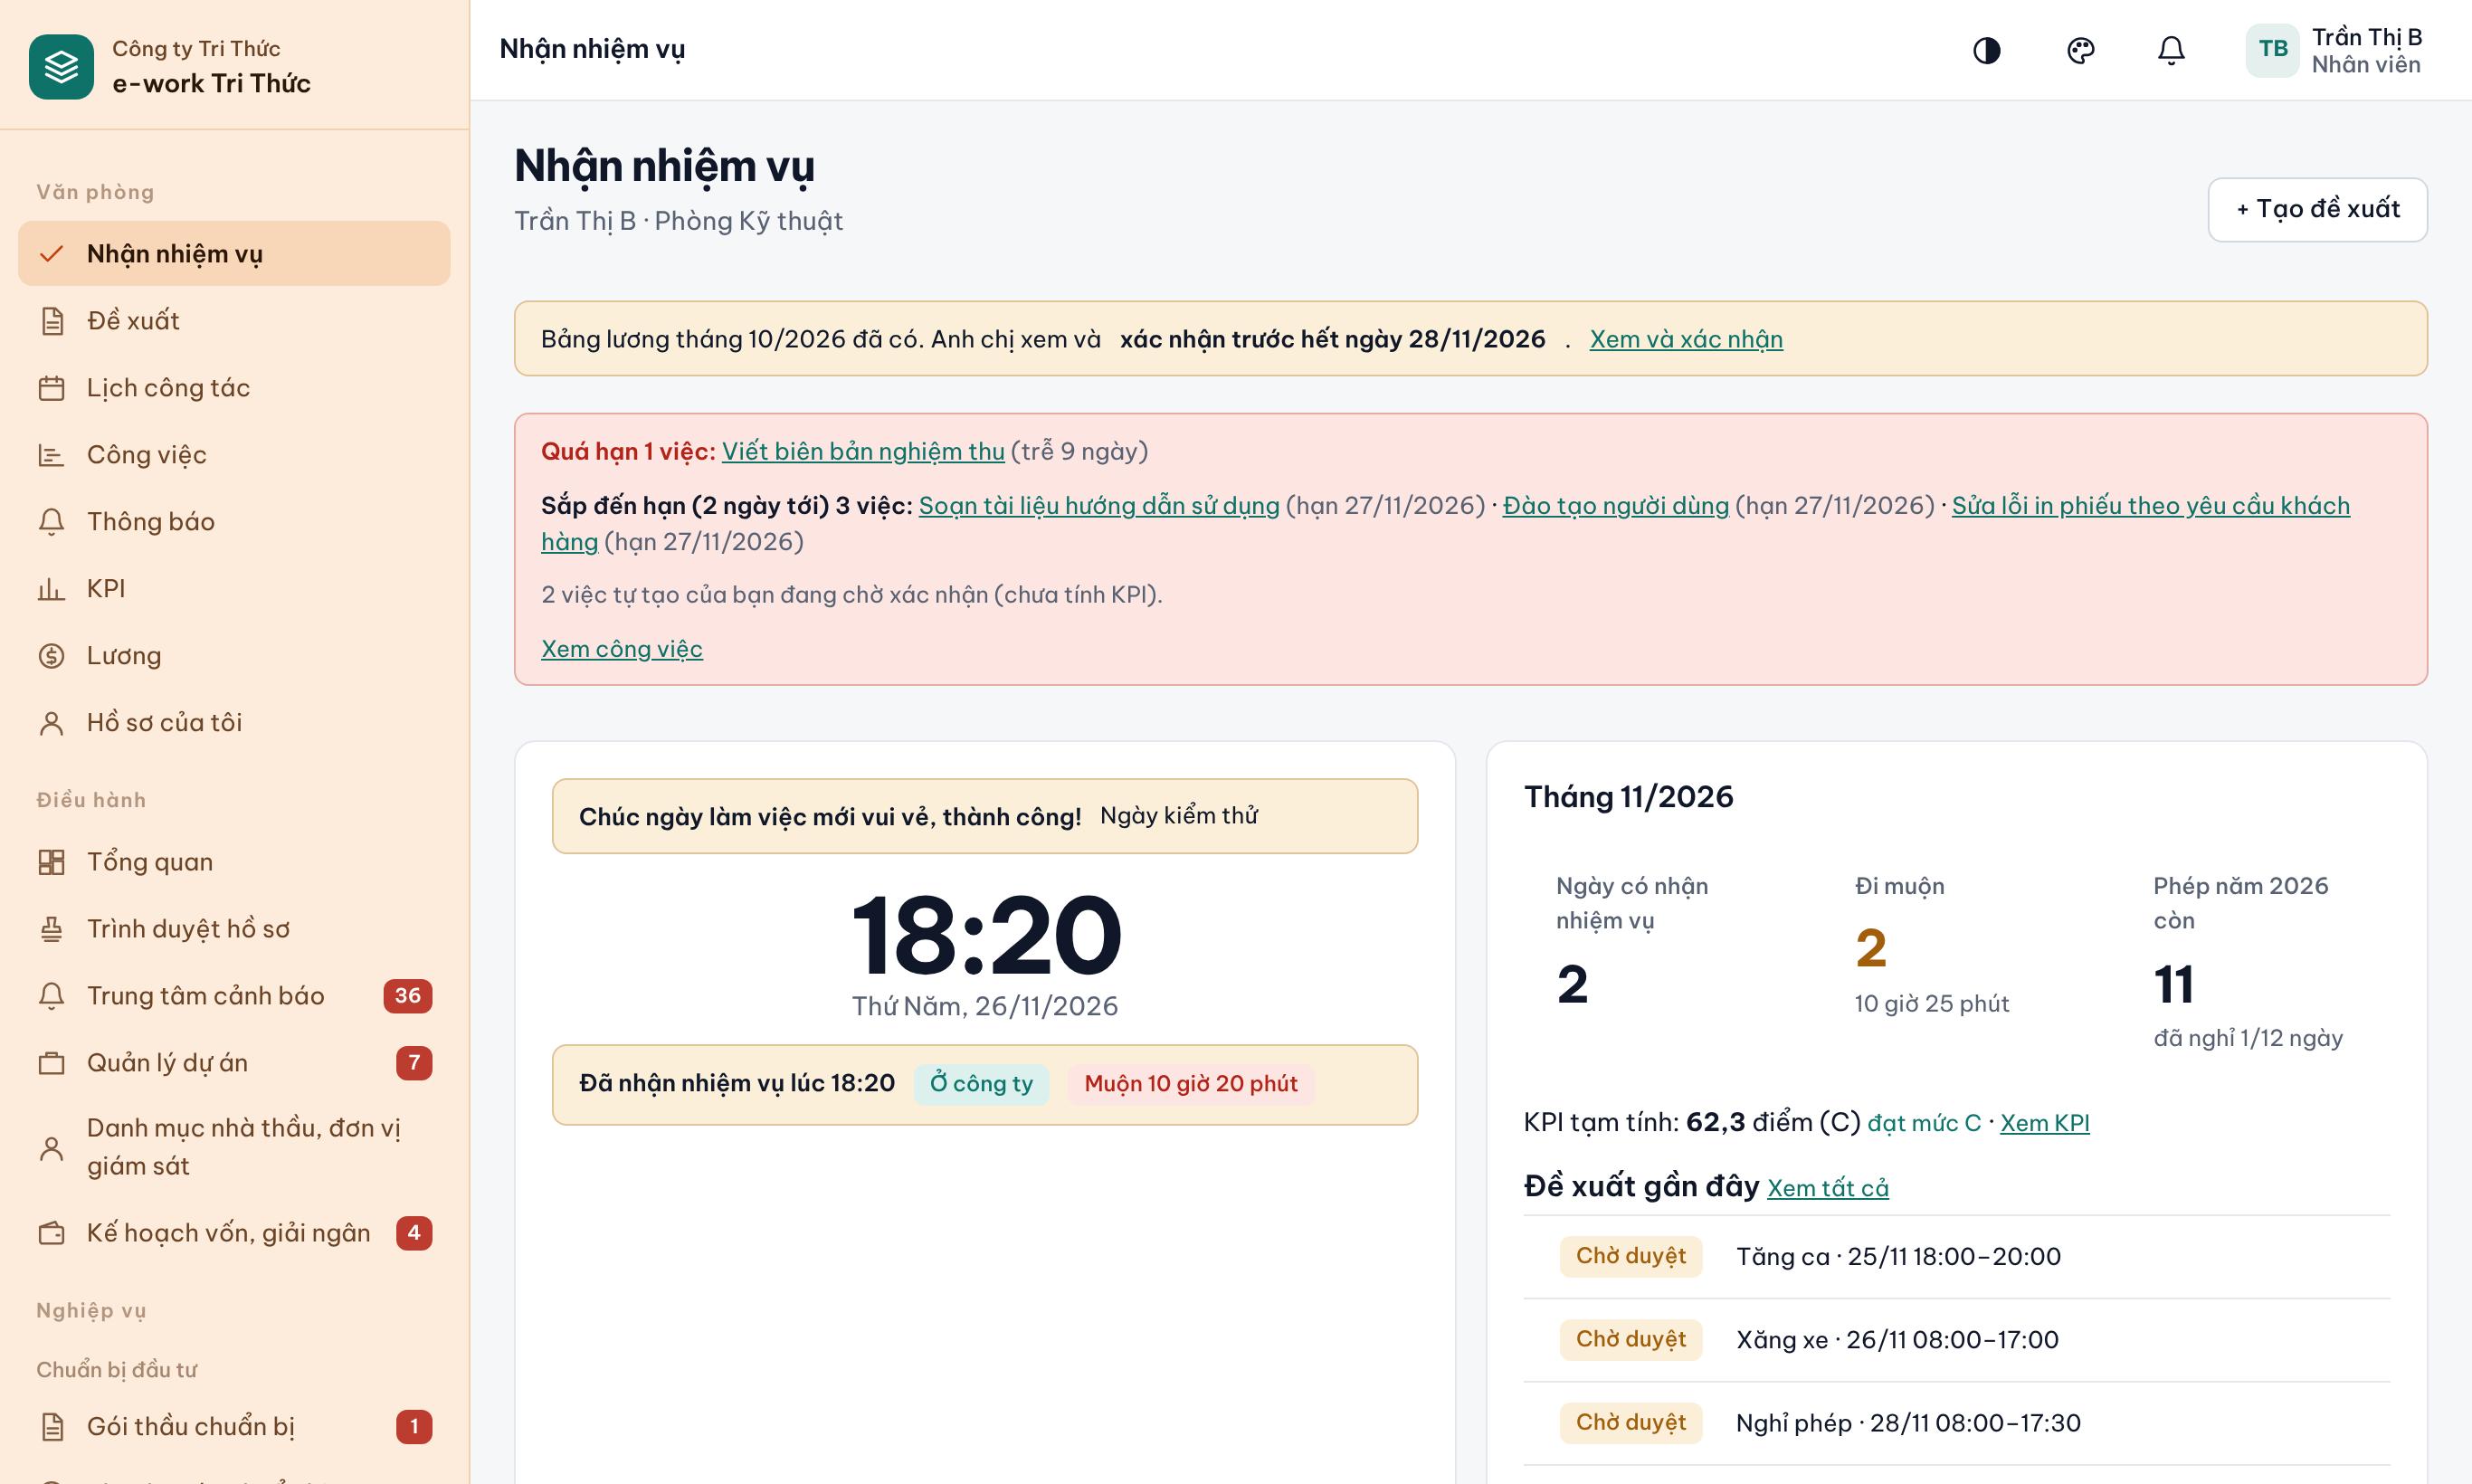 Công ty Tri Thức
e-work Tri Thức
Văn phòng
Nhận nhiệm vụ
Đề xuất
Lịch công tác
Công việc
Thông báo
KPI
Lương
Hồ sơ của tôi
Điều hành
Tổng quan
Trình duyệt hồ sơ
Trung tâm cảnh báo 36
Quản lý dự án 7
Danh mục nhà thầu, đơn vị
giám sát
Kế hoạch vốn, giải ngân 4
Nghiệp vụ
Chuẩn bị đầu tư
Gói thầu chuẩn bị 1
Nhận nhiệm vụ
TB
Trần Thị B
Nhân viên
Nhận nhiệm vụ
Trần Thị B · Phòng Kỹ thuật
+ Tạo đề xuất
Bảng lương tháng 10/2026 đã có. Anh chị xem và xác nhận trước hết ngày 28/11/2026 . Xem và xác nhận
Quá hạn 1 việc: Viết biên bản nghiệm thu (trễ 9 ngày)
Sắp đến hạn (2 ngày tới) 3 việc: Soạn tài liệu hướng dẫn sử dụng (hạn 27/11/2026) · Đào tạo người dùng (hạn 27/11/2026) · Sửa lỗi in phiếu theo yêu cầu khách
hàng (hạn 27/11/2026)
2 việc tự tạo của bạn đang chờ xác nhận (chưa tính KPI).
Xem công việc
Chúc ngày làm việc mới vui vẻ, thành công! Ngày kiểm thử
18:20
Thứ Năm, 26/11/2026
Đã nhận nhiệm vụ lúc 18:20 Ở công ty Muộn 10 giờ 20 phút
Tháng 11/2026
Ngày có nhận
nhiệm vụ
2
Đi muộn
2
10 giờ 25 phút
Phép năm 2026
còn
11
đã nghỉ 1/12 ngày
KPI tạm tính: 62,3 điểm (C) đạt mức C · Xem KPI
Đề xuất gần đây Xem tất cả
Chờ duyệt Tăng ca · 25/11 18:00–20:00
Chờ duyệt Xăng xe · 26/11 08:00–17:00
Chờ duyệt Nghỉ phép · 28/11 08:00–17:30